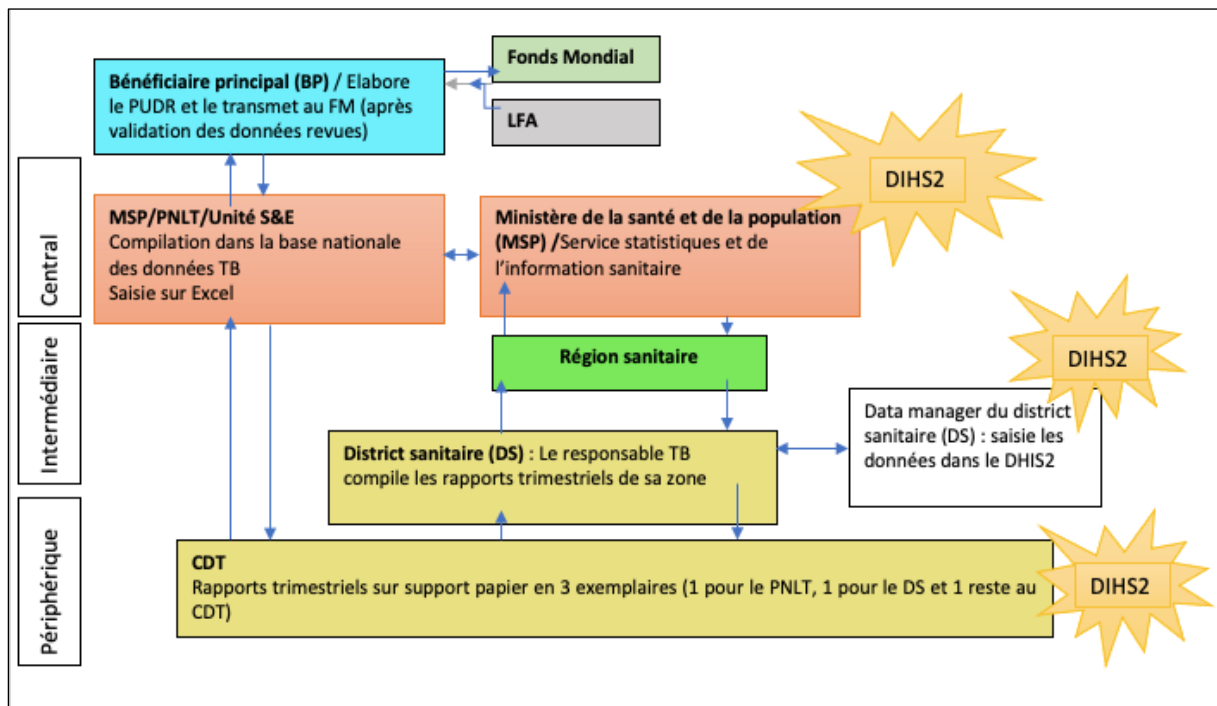 Fonds Mondial
Bénéficiaire principal (BP) / Elabore
le PUDR et le transmet au FM (après
validation des données revues)
LFA
DIHS2
Central
MSP/PNLT/Unité S&E
Compilation dans la base nationale
des données TB
Saisie sur Excel
Ministère de la santé et de la population
(MSP) /Service statistiques et de
l'information sanitaire
Intermédiaire
Région sanitaire
DIHS2
District sanitaire (DS) : Le responsable TB
compile les rapports trimestriels de sa zone
Data manager du district
sanitaire (DS) : saisie les
données dans le DHIS2
Périphérique
CDT
Rapports trimestriels sur support papier en 3 exemplaires (1 pour le PNLT, 1 pour le DS et 1 reste au
CDT)
DIHS2